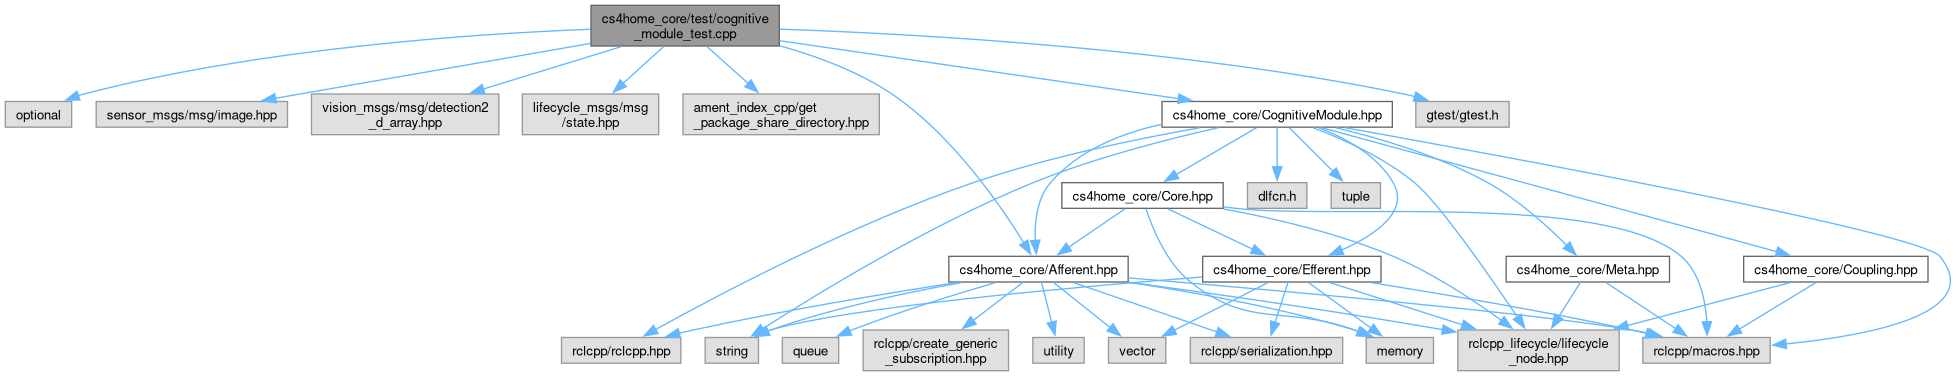 cs4home_core/test/cognitive
_module_test.cpp
optional
sensor_msgs/msg/image.hpp
vision_msgs/msg/detection2
_d_array.hpp
lifecycle_msgs/msg
/state.hpp
ament_index_cpp/get
_package_share_directory.hpp
cs4home_core/CognitiveModule.hpp
gtest/gtest.h
cs4home_core/Core.hpp
dlfcn.h
tuple
cs4home_core/Afferent.hpp
cs4home_core/Efferent.hpp
cs4home_core/Meta.hpp
cs4home_core/Coupling.hpp
rclcpp/rclcpp.hpp
string
queue
rclcpp/create_generic
_subscription.hpp
utility
vector
rclcpp/serialization.hpp
memory
rclcpp_lifecycle/lifecycle
_node.hpp
rclcpp/macros.hpp